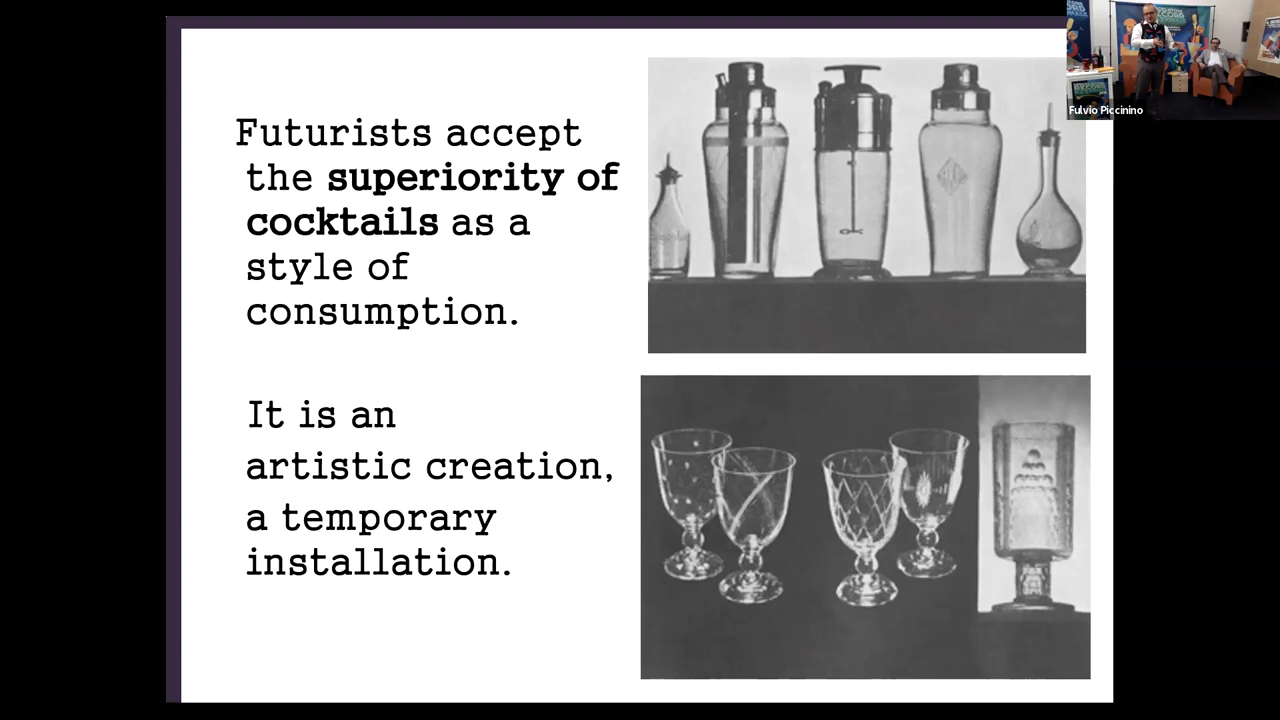 Futurists accept
the superiority of
cocktails as a
style of
consumption.
It is an
artistic creation,
a temporary
installation.
Fulvio Piccinino